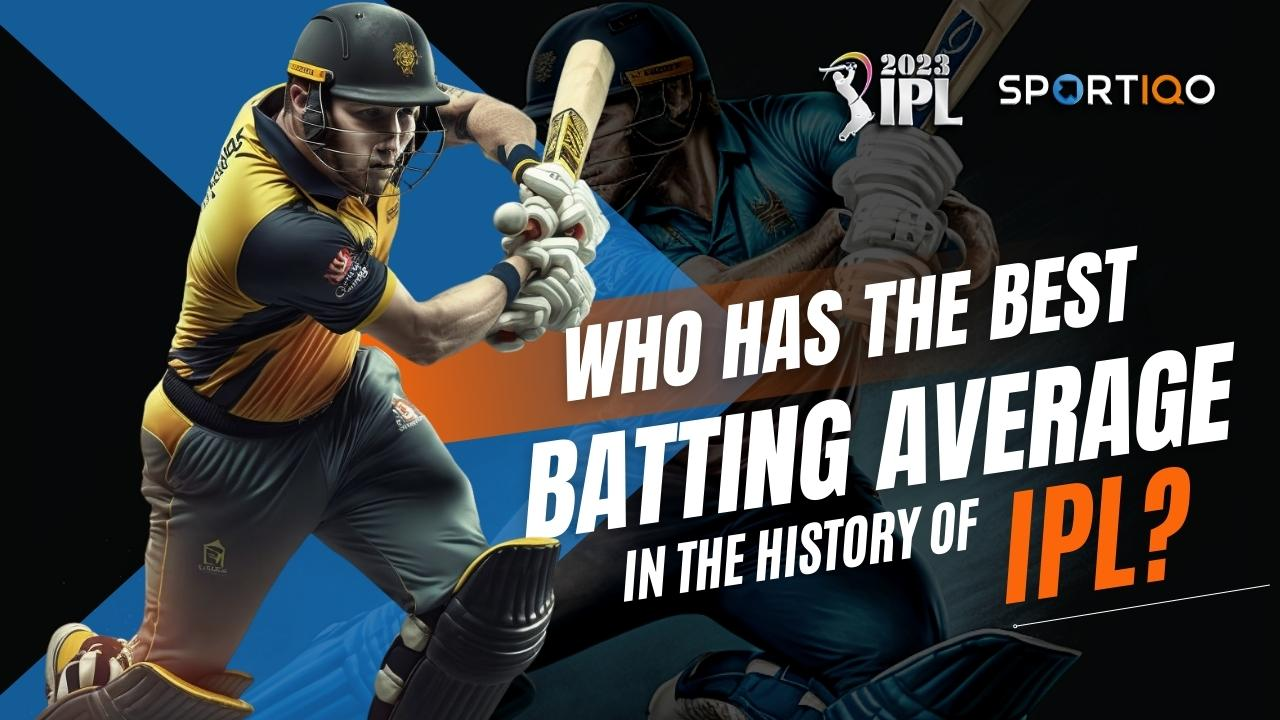 2023
IPL
SPORTIQO
WHO HAS THE BEST
BATTING AVERAGE
IN THE HISTORY OF IPL?